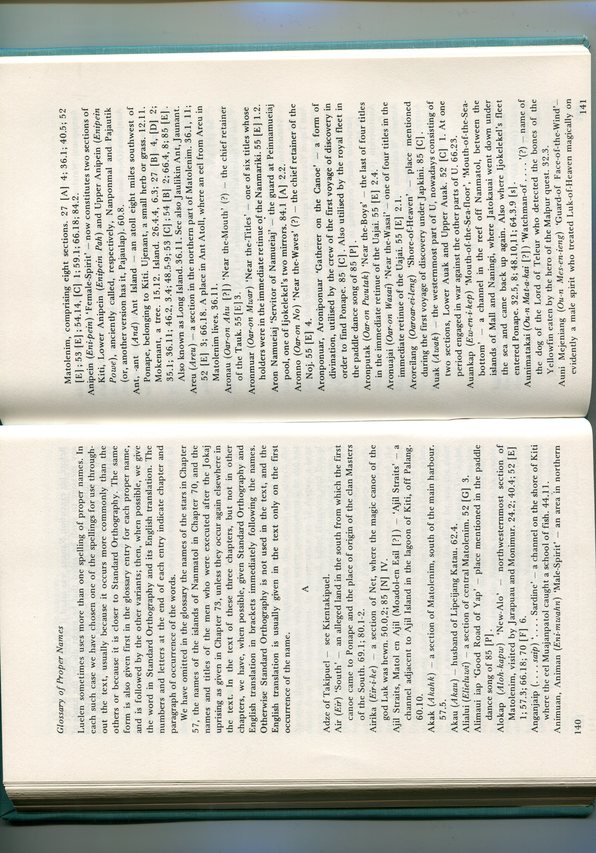 Glossary of Proper Names
Luelen sometimes uses more than one spelling of proper names. In
each such case we have chosen one of the spellings for use through-
out the text, usually because it occurs more commonly than the
others or because it is closer to Standard Orthography. The same
form is also given first in the glossary entry for each proper name,
and is followed by the other variants; then, when possible, we give
the word in Standard Orthography and its English translation. The
numbers and letters at the end of each entry indicate chapter and
paragraph of occurrence of the words.
We have omitted in the glossary the names of the stars in Chapter
57, the names of the islands of Nanmatol in Chapter 70, and the
names and titles of the men who were executed after the Jokaj
uprising as given in Chapter 73, unless they occur again elsewhere in
the text. In the text of these three chapters, but not in other
chapters, we have, when possible, given Standard Orthography and
English translation in brackets immediately following the names.
Otherwise Standard Orthography is not used in the text, and the
English translation is usually given in the text only on the first
occurrence of the name.
A
Adze of Takipuel — see Kientakipuel.
Air (Eir) 'South' — an alleged land in the south from which the first
canoe came to Ponape and the place of origin of the clan Masters
of the South. 69.1; 80.1-2.
Airika (Eir-i-ke) — a section of Net, where the magic canoe of the
god Luk was hewn. 50.0,2; 85 [N] IV.
Ajil Straits, Matol en Ajil (Moadol-en Esil [?]) — 'Ajil Straits' — a
channel adjacent to Ajil Island in the lagoon of Kiti, off Palang.
60.10.
Akak (Akahk) — a section of Matolenim, south of the main harbour.
57.5.
Akau (Akau) — husband of Lipeijang Katau. 62.4.
Alialui (Elieluwi) — a section of central Matolenim. 52 [G] 3.
Alimaui iap 'Good Road of Yap' — place mentioned in the paddle
dance song of 85 [P].
Alokap (Aloh-kapw) 'New-Alo' — northwesternmost section of
Matolenim, visited by Jarapuau and Monimur. 24.2; 40.4; 52 [E]
1; 57.3; 66.18; 70 [F] 6.
Anganjaip (. . . . saip) '. . . . Sardine' — a channel on the shore of Kiti
where the eel Muajanpatol caught a school of fish. 44.11.
Animuan, Animan (Eni-mwahn) 'Male-Spirit' — an area in northern
140
Matolenim, comprising eight sections. 27 [A] 4; 36.1; 40.5; 52
[E]; 53 [E]; 54.14, [C] 1; 59.1; 66.18; 84.2.
Anipein (Eni-pein) 'Female-Spirit' — now constitutes two sections of
Kiti, Lower Anipein (Enipein Pah) and Upper Anipein (Enipein
Powe), anciently called, respectively, Nanponmal and Pajautik
(or, another version has it, Pajaulap). 60.8.
Ant, -ant (And) Ant Island — an atoll eight miles southwest of
Ponape, belonging to Kiti. Ujenant, a small herb or grass. 12.11.
Mokenant, a tree. 15.12. Island. 26.4.4, 6.3; 27 [B] 4, [D] 2;
35.1; 36.11; 46.2, 3.4; 48.5-9; 53 [C]; 54 [B] 2; 66.4, 8; 85 [E].
Also known as Long Island. 36.11. See also Jaulikin Ant, Jaunant.
Areu (Areu) — a section in the northern part of Matolenim. 36.1, 11;
52 [E] 3; 66.18. A place in Ant Atoll, where an eel from Areu in
Matolenim lives. 36.11.
Aronau (Oar-on Ahu [?]) 'Near the-Mouth' (?) — the chief retainer
of the Tauk. 55[E]3.
Aronmuar (Oar-on Mwar) 'Near the-Titles' — one of six titles whose
holders were in the immediate retinue of the Nanmariki. 55 [E] 1.2.
Aron Namueiaj 'Servitor of Namueiaj' — the guard at Peinnamueiaj
pool, one of Ijokelekel's two mirrors. 84.1 [A] 2.2.
Aronno (Oar-on No) 'Near the-Waves' (?) — the chief retainer of the
Noj. 55 [E] 4.
Aronponuar, Aroniponuar 'Gatherer on the Canoe' — a form of
divination, utilised by the crew of the first voyage of discovery in
order to find Ponape. 85 [C]. Also utilised by the royal fleet in
the paddle dance song of 85 [P].
Aronputak (Oar-on Pwutak) 'Near the-Boys' — the last of four titles
in the immediate retinue of the Uajai. 55 [E] 2.4.
Aronuajai (Oar-on Wasai) 'Near the-Wasai' — one of four titles in the
immediate retinue of the Uajai. 55 [E] 2.1.
Aroreilang (Oaroar-ei-leng) 'Shore-of-Heaven' — place mentioned
during the first voyage of discovery under Japkini. 85 [C].
Auak (Awak) — the westernmost part of U, nowadays consisting of
two sections, Lower Auak and Upper Auak. 52 [C] 1. At one
period engaged in war against the other parts of U. 66.23.
Auankap (Ew-en-i-kep) 'Mouth-of-the-Sea-floor', 'Mouth-of-the-Sea-
bottom' — a channel in the reef off Nanmatol, between the
islands of Mall and Naningi, where Jatokauai went down under
the sea and came back up again. Also where Ijokelekel's fleet
entered Ponape. 32.5, 8; 48.10,11; 64.3.9 [s].
Aunimatakai (Ou-n Mat-a-kai [?]) 'Watchman-of . . . . '(?) — name of
the dog of the Lord of Teleur who detected the bones of the
Yellowfin eaten by the hero of the Malpur quest. 32.3.
Auni Mejeniang (Ou-n Mes-en-ieng) 'Guard-of Face-of-the-Wind'—
evidently a male spirit who treated Luk-of-Heaven magically on
141